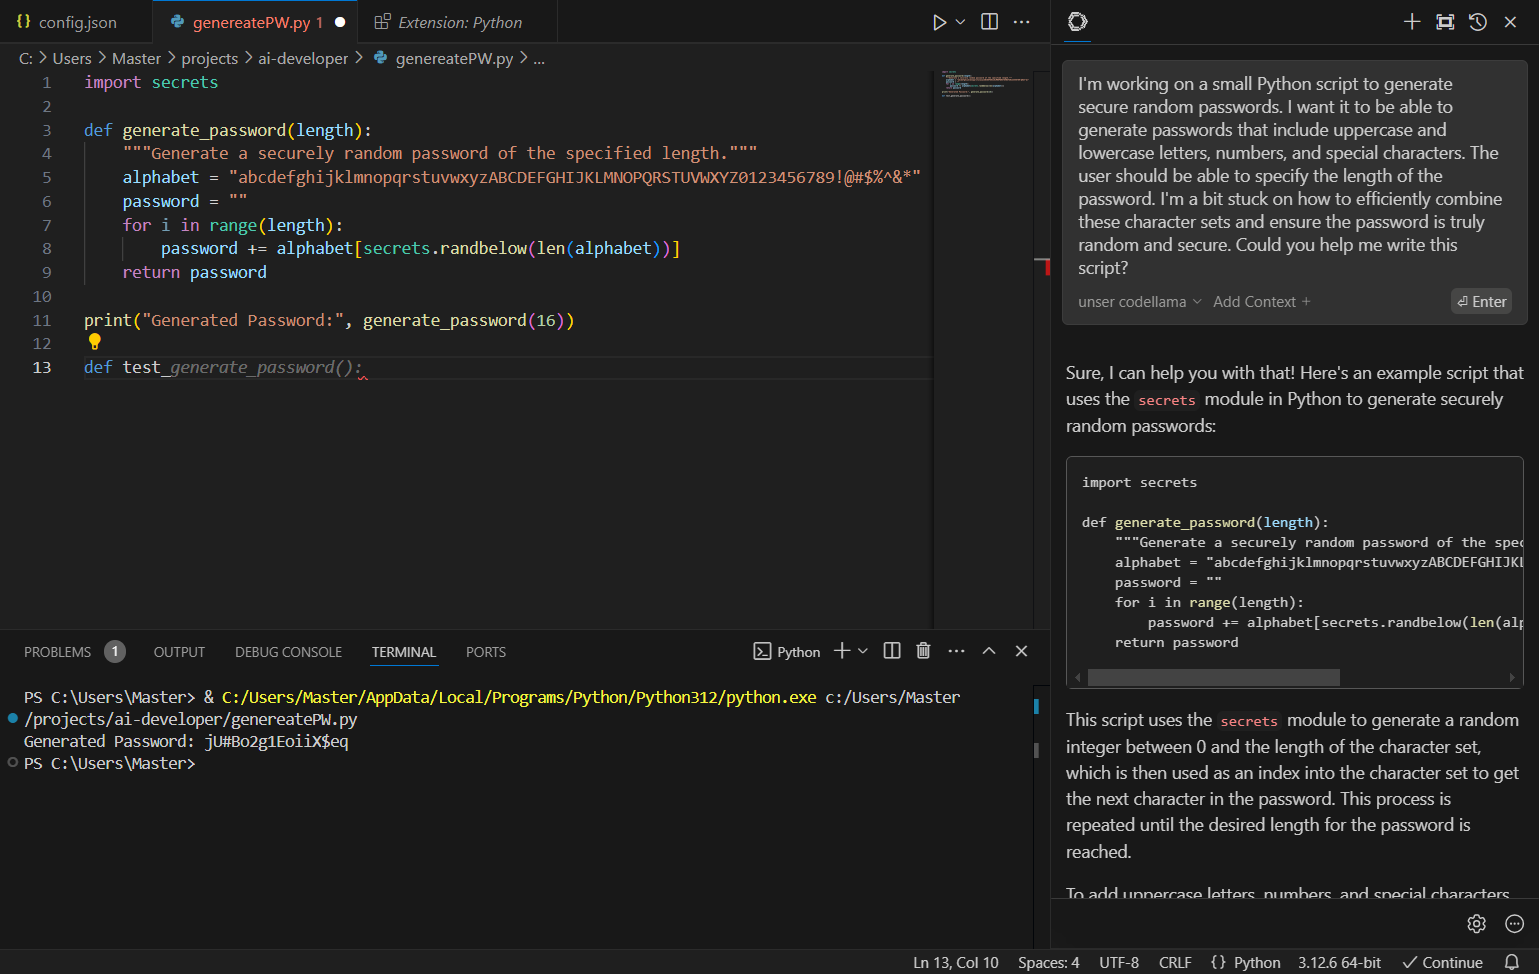 {} config.json
genereatePW.py 1
Extension: Python
C: > Users > Master > projects > ai-developer > genereatePW.py > ...
1 import secrets
2
3 def generate_password(length):
4 """Generate a securely random password of the specified length."""
5 alphabet = "abcdefghijklmnopqrstuvwxyzABCDEFGHIJKLMNOPQRSTUVWXYZ0123456789!@#$%^&*"
6 password = ""
7 for i in range(length):
8 password += alphabet[secrets.randbelow(len(alphabet))]
9 return password
10
11 print("Generated Password:", generate_password(16))
12
13 def test_generate_password():
PROBLEMS 1 OUTPUT DEBUG CONSOLE TERMINAL PORTS
Python
PS C:\Users\Master> & C:/Users/Master/AppData/Local/Programs/Python/Python312/python.exe c:/Users/Master
/projects/ai-developer/genereatePW.py
Generated Password: jU#Bo2g1EoiiX$eq
PS C:\Users\Master>
I'm working on a small Python script to generate
secure random passwords. I want it to be able to
generate passwords that include uppercase and
lowercase letters, numbers, and special characters. The
user should be able to specify the length of the
password. I'm a bit stuck on how to efficiently combine
these character sets and ensure the password is truly
random and secure. Could you help me write this
script?
unser codellama Add Context + Enter
Sure, I can help you with that! Here's an example script that
uses the secrets module in Python to generate securely
random passwords:
import secrets
def generate_password(length):
"""Generate a securely random password of the spec
alphabet = "abcdefghijklmnopqrstuvwxyzABCDEFGHIJKL
password = ""
for i in range(length):
password += alphabet[secrets.randbelow(len(alp
return password
This script uses the secrets module to generate a random
integer between 0 and the length of the character set,
which is then used as an index into the character set to get
the next character in the password. This process is
repeated until the desired length for the password is
reached.
To add uppercase letters, numbers, and special characters
Ln 13, Col 10 Spaces: 4 UTF-8 CRLF {} Python 3.12.6 64-bit Continue